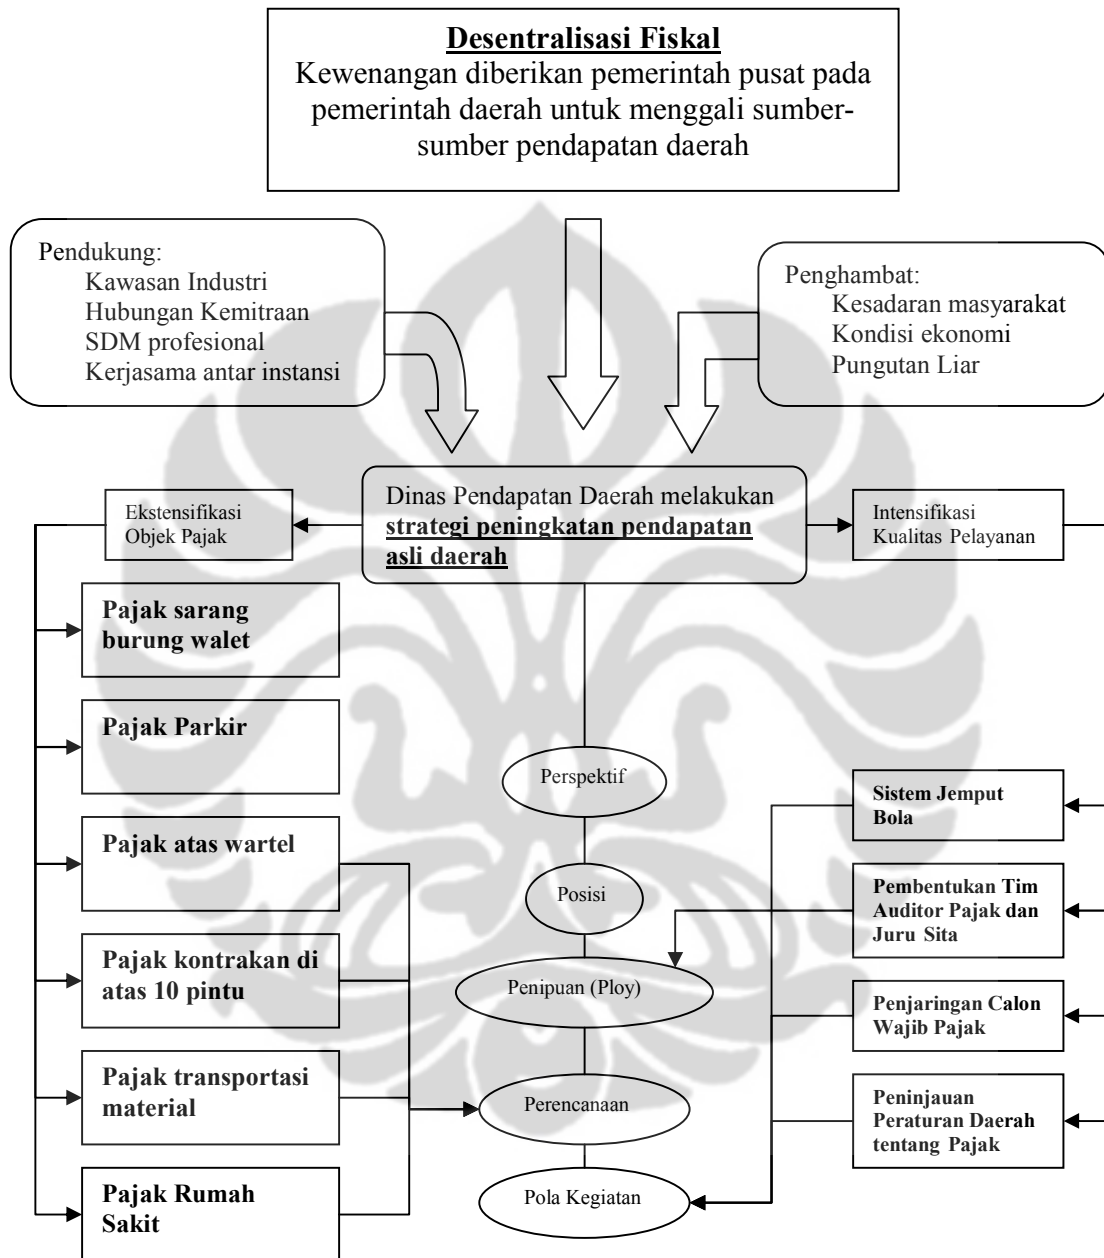 Desentralisasi Fiskal
Kewenangan diberikan pemerintah pusat pada
pemerintah daerah untuk menggali sumber-
sumber pendapatan daerah
Pendukung:
Kawasan Industri
Hubungan Kemitraan
SDM profesional
Kerjasama antar instansi
Penghambat:
Kesadaran masyarakat
Kondisi ekonomi
Pungutan Liar
Ekstensifikasi
Objek Pajak
Dinas Pendapatan Daerah melakukan
strategi peningkatan pendapatan
asli daerah
Intensifikasi
Kualitas Pelayanan
Pajak sarang
burung walet
Pajak Parkir
Pajak atas wartel
Pajak kontrakan di
atas 10 pintu
Pajak transportasi
material
Pajak Rumah
Sakit
Perspektif
Posisi
Penipuan (Ploy)
Perencanaan
Pola Kegiatan
Sistem Jemput
Bola
Pembentukan Tim
Auditor Pajak dan
Juru Sita
Penjaringan Calon
Wajib Pajak
Peninjauan
Peraturan Daerah
tentang Pajak